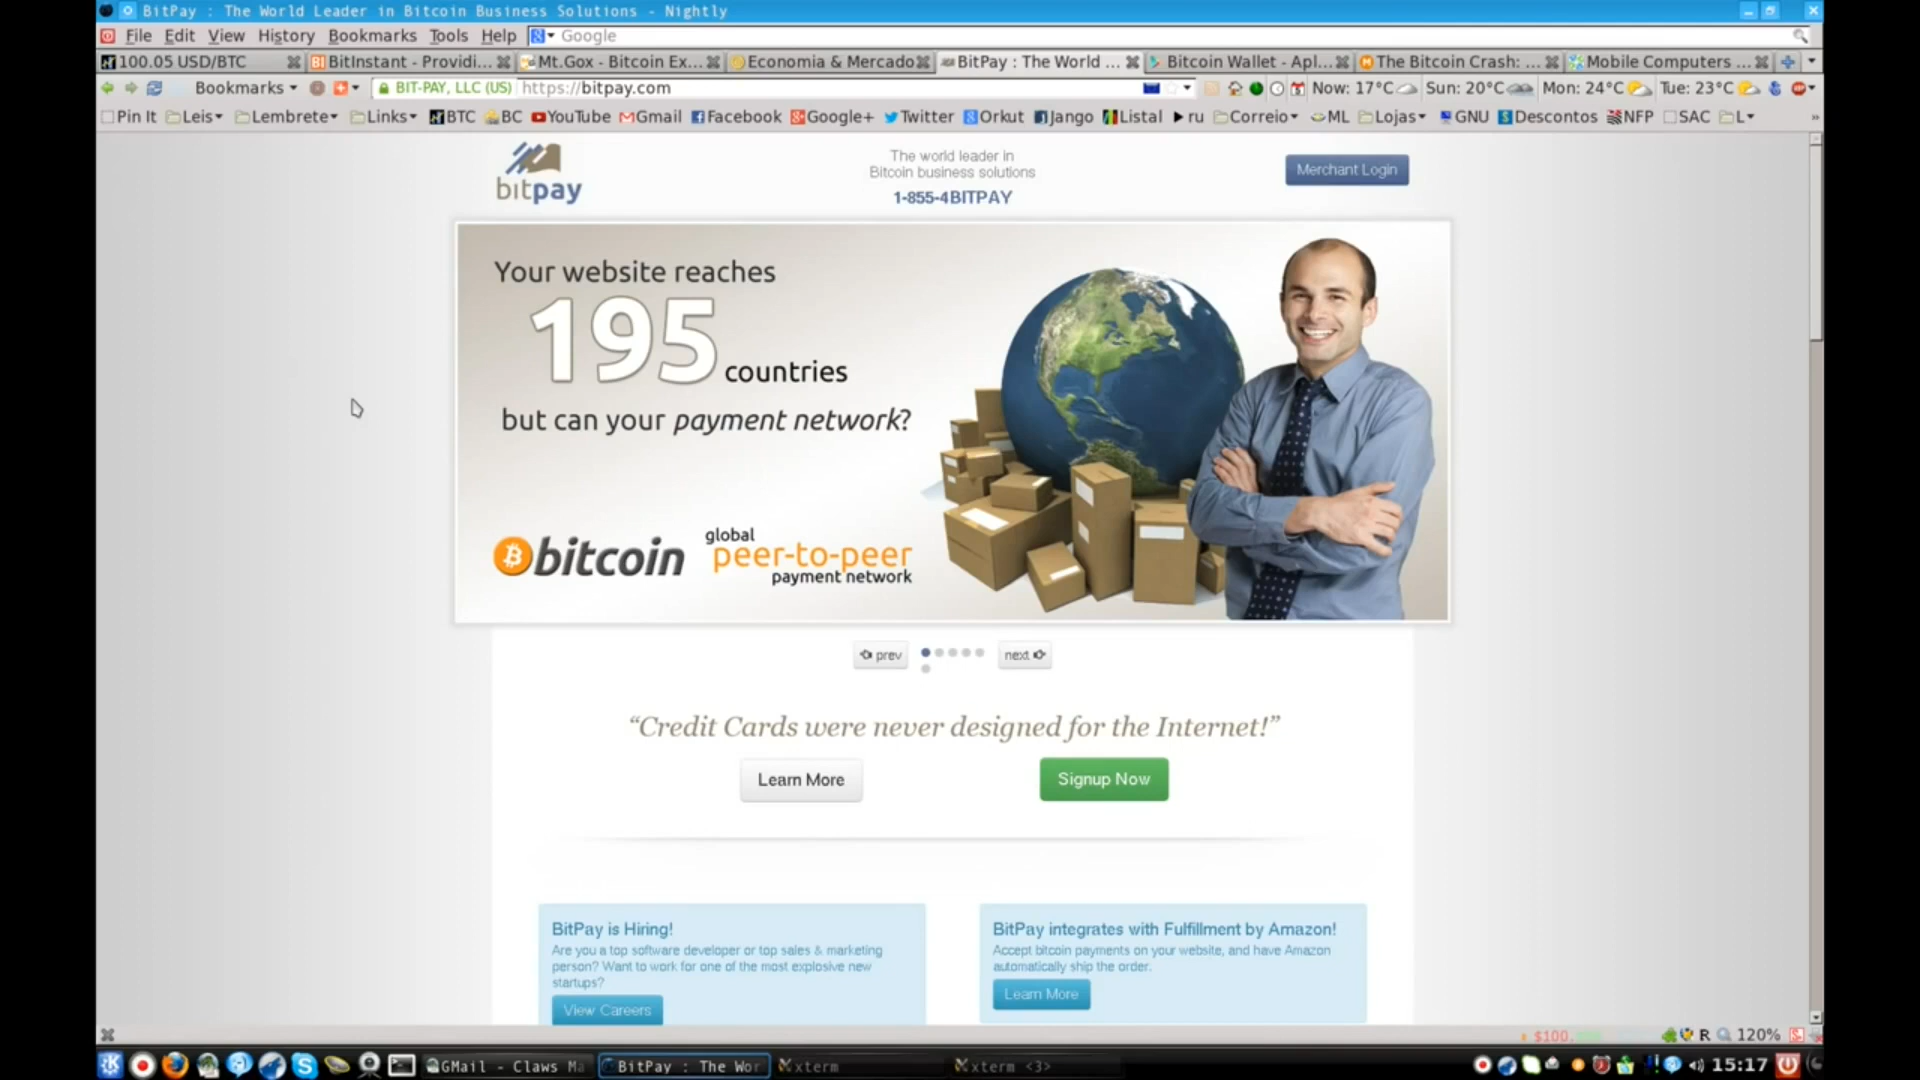 BitPay : The World Leader in Bitcoin Business Solutions - Nightly
File Edit View History Bookmarks Tools Help Google
100.05 USD/BTC BitInstant - Providi... Mt.Gox - Bitcoin Ex... Economia & Mercado BitPay : The World ... Bitcoin Wallet - Apl... The Bitcoin Crash: ... Mobile Computers ...
Bookmarks BIT-PAY, LLC (US) https://bitpay.com Now: 17°C Sun: 20°C Mon: 24°C Tue: 23°C
Pin It Leis Lembrete Links BTC BC YouTube Gmail Facebook Google+ Twitter Orkut Jango Listal ru Correio ML Lojas GNU Descontos NFP SAC L
bitpay
The world leader in
Bitcoin business solutions
1-855-4BITPAY
Merchant Login
Your website reaches
195 countries
but can your payment network?
bitcoin
global
peer-to-peer
payment network
prev next
“Credit Cards were never designed for the Internet!”
Learn More Signup Now
BitPay is Hiring!
Are you a top software developer or top sales & marketing
person? Want to work for one of the most explosive new
startups?
View Careers
BitPay integrates with Fulfillment by Amazon!
Accept bitcoin payments on your website, and have Amazon
automatically ship the order.
Learn More
$100. R 120%
GMail - Claws Ma BitPay : The Wor xterm xterm <3> 15:17